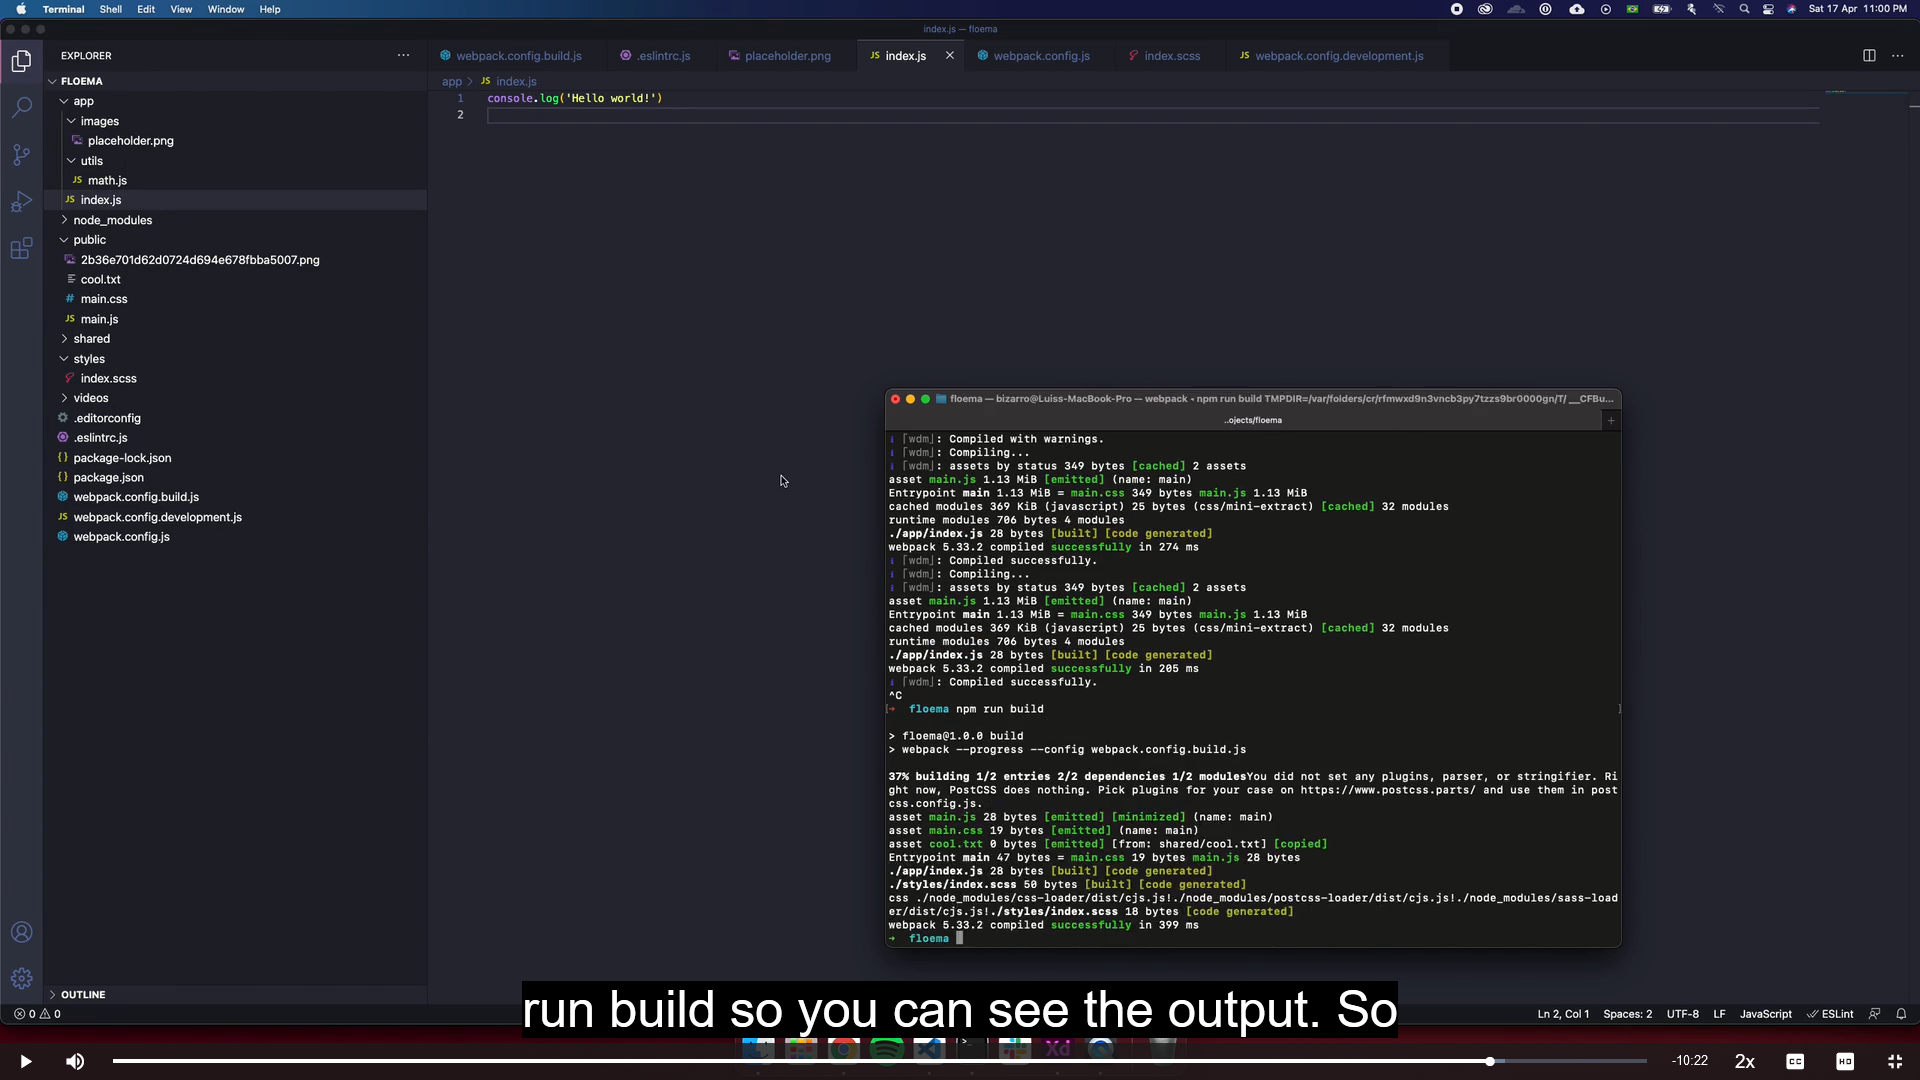 Terminal Shell Edit View Window Help
Sat 17 Apr 11:00 PM
index.js — floema
EXPLORER
webpack.config.build.js
.eslintrc.js
placeholder.png
JS index.js
webpack.config.js
index.scss
JS webpack.config.development.js
FLOEMA
app > JS index.js
app
images
placeholder.png
utils
JS math.js
JS index.js
node_modules
public
2b36e701d62d0724d694e678fbba5007.png
cool.txt
# main.css
JS main.js
shared
styles
index.scss
videos
.editorconfig
.eslintrc.js
{} package-lock.json
{} package.json
webpack.config.build.js
JS webpack.config.development.js
webpack.config.js
OUTLINE
1 console.log('Hello world!')
2
floema — bizarro@Luiss-MacBook-Pro — webpack • npm run build TMPDIR=/var/folders/cr/rfmwxd9n3vncb3py7tzzs9br0000gn/T/ __CFBu...
..ojects/floema
i ｢wdm｣: Compiled with warnings.
i ｢wdm｣: Compiling...
i ｢wdm｣: assets by status 349 bytes [cached] 2 assets
asset main.js 1.13 MiB [emitted] (name: main)
Entrypoint main 1.13 MiB = main.css 349 bytes main.js 1.13 MiB
cached modules 369 KiB (javascript) 25 bytes (css/mini-extract) [cached] 32 modules
runtime modules 706 bytes 4 modules
./app/index.js 28 bytes [built] [code generated]
webpack 5.33.2 compiled successfully in 274 ms
i ｢wdm｣: Compiled successfully.
i ｢wdm｣: Compiling...
i ｢wdm｣: assets by status 349 bytes [cached] 2 assets
asset main.js 1.13 MiB [emitted] (name: main)
Entrypoint main 1.13 MiB = main.css 349 bytes main.js 1.13 MiB
cached modules 369 KiB (javascript) 25 bytes (css/mini-extract) [cached] 32 modules
runtime modules 706 bytes 4 modules
./app/index.js 28 bytes [built] [code generated]
webpack 5.33.2 compiled successfully in 205 ms
i ｢wdm｣: Compiled successfully.
^C
[→ floema npm run build ]
> floema@1.0.0 build
> webpack --progress --config webpack.config.build.js
37% building 1/2 entries 2/2 dependencies 1/2 modulesYou did not set any plugins, parser, or stringifier. Ri
ght now, PostCSS does nothing. Pick plugins for your case on https://www.postcss.parts/ and use them in post
css.config.js.
asset main.js 28 bytes [emitted] [minimized] (name: main)
asset main.css 19 bytes [emitted] (name: main)
asset cool.txt 0 bytes [emitted] [from: shared/cool.txt] [copied]
Entrypoint main 47 bytes = main.css 19 bytes main.js 28 bytes
./app/index.js 28 bytes [built] [code generated]
./styles/index.scss 50 bytes [built] [code generated]
css ./node_modules/css-loader/dist/cjs.js!./node_modules/postcss-loader/dist/cjs.js!./node_modules/sass-load
er/dist/cjs.js!./styles/index.scss 18 bytes [code generated]
webpack 5.33.2 compiled successfully in 399 ms
→ floema
run build so you can see the output. So
0 0
Ln 2, Col 1 Spaces: 2 UTF-8 LF JavaScript ESLint
Xd
-10:22 2x CC HD